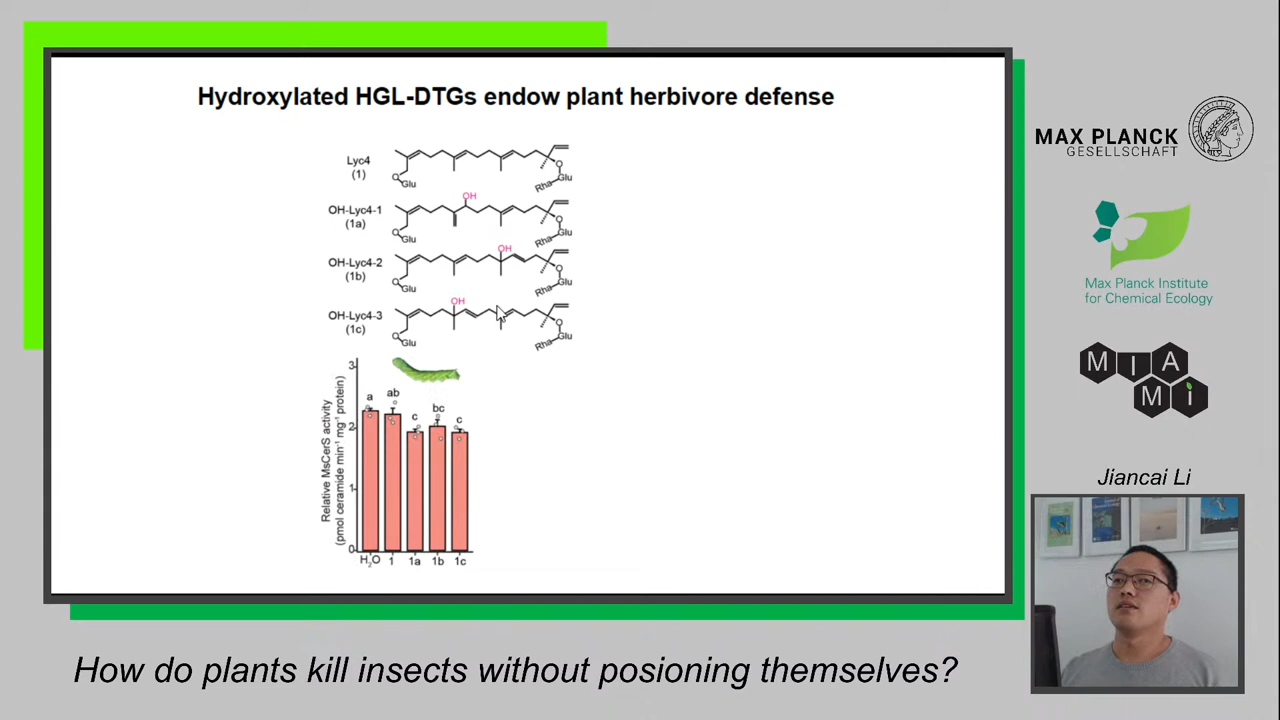 Hydroxylated HGL-DTGs endow plant herbivore defense
Lyc4
(1)
O
Glu
O
Rha
Glu
OH-Lyc4-1
(1a)
OH
O
Glu
O
Rha
Glu
OH-Lyc4-2
(1b)
OH
O
Glu
O
Rha
Glu
OH-Lyc4-3
(1c)
OH
O
Glu
O
Rha
Glu
Relative MsCerS activity
(pmol ceramide min⁻¹ mg⁻¹ protein)
3
2
1
0
a
ab
c
bc
c
H₂O 1 1a 1b 1c
MAX PLANCK
GESELLSCHAFT
Max Planck Institute
for Chemical Ecology
M I A
M i
Jiancai Li
How do plants kill insects without posioning themselves?